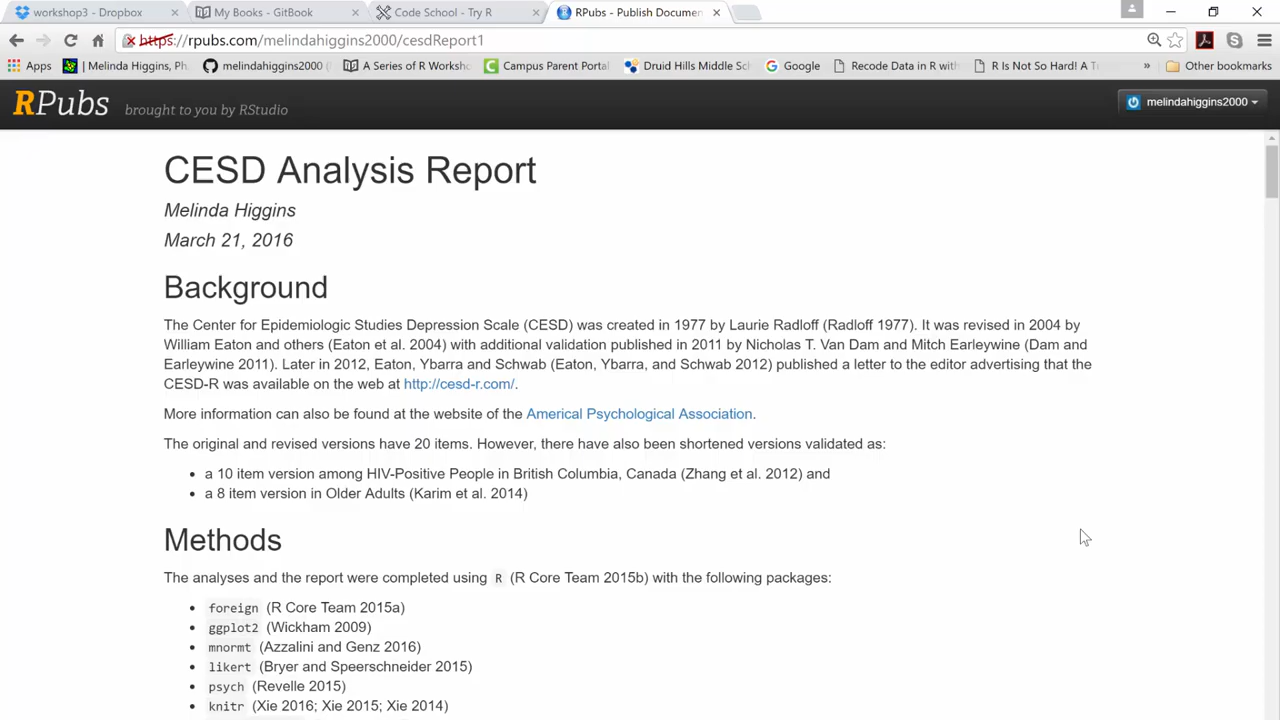 workshop3 - Dropbox
My Books - GitBook
Code School - Try R
RPubs - Publish Documen
https://rpubs.com/melindahiggins2000/cesdReport1
Apps
| Melinda Higgins, Ph.
melindahiggins2000 (
A Series of R Worksho
Campus Parent Portal
Druid Hills Middle Sch
Google
Recode Data in R with
R Is Not So Hard! A T
»
Other bookmarks
RPubs brought to you by RStudio
melindahiggins2000
CESD Analysis Report
Melinda Higgins
March 21, 2016
Background
The Center for Epidemiologic Studies Depression Scale (CESD) was created in 1977 by Laurie Radloff (Radloff 1977). It was revised in 2004 by
William Eaton and others (Eaton et al. 2004) with additional validation published in 2011 by Nicholas T. Van Dam and Mitch Earleywine (Dam and
Earleywine 2011). Later in 2012, Eaton, Ybarra and Schwab (Eaton, Ybarra, and Schwab 2012) published a letter to the editor advertising that the
CESD-R was available on the web at http://cesd-r.com/.
More information can also be found at the website of the Americal Psychological Association.
The original and revised versions have 20 items. However, there have also been shortened versions validated as:
• a 10 item version among HIV-Positive People in British Columbia, Canada (Zhang et al. 2012) and
• a 8 item version in Older Adults (Karim et al. 2014)
Methods
The analyses and the report were completed using R (R Core Team 2015b) with the following packages:
• foreign (R Core Team 2015a)
• ggplot2 (Wickham 2009)
• mnormt (Azzalini and Genz 2016)
• likert (Bryer and Speerschneider 2015)
• psych (Revelle 2015)
• knitr (Xie 2016; Xie 2015; Xie 2014)